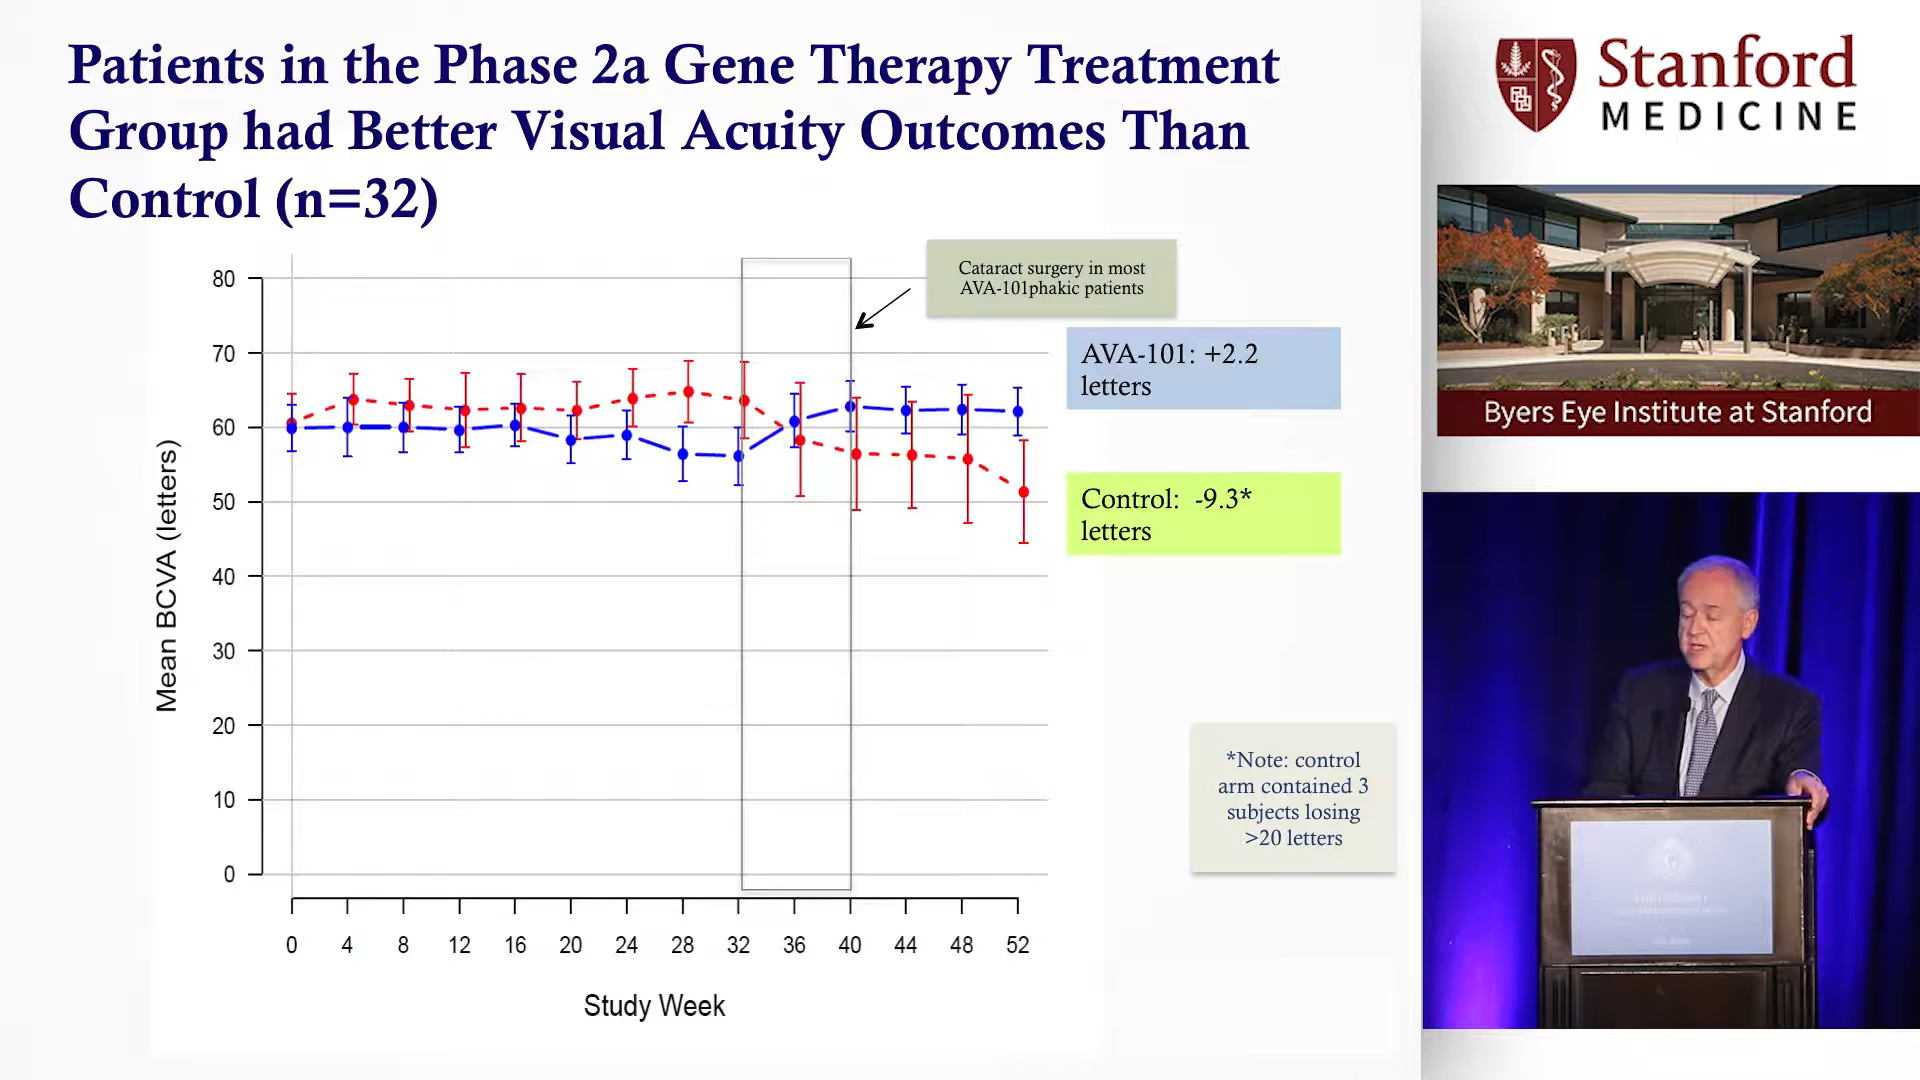 Patients in the Phase 2a Gene Therapy Treatment
Group had Better Visual Acuity Outcomes Than
Control (n=32)
Cataract surgery in most
AVA-101phakic patients
AVA-101: +2.2
letters
Control: -9.3*
letters
*Note: control
arm contained 3
subjects losing
>20 letters
Mean BCVA (letters)
80
70
60
50
40
30
20
10
0
0 4 8 12 16 20 24 28 32 36 40 44 48 52
Study Week
Stanford
MEDICINE
Byers Eye Institute at Stanford